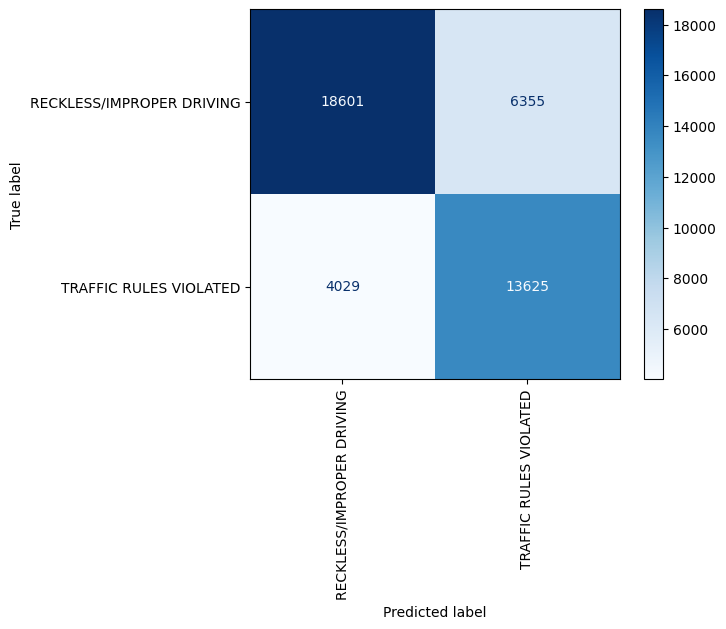 RECKLESS/IMPROPER DRIVING
TRAFFIC RULES VIOLATED
True label
18601 6355
4029 13625
RECKLESS/IMPROPER DRIVING
TRAFFIC RULES VIOLATED
Predicted label
18000
16000
14000
12000
10000
8000
6000